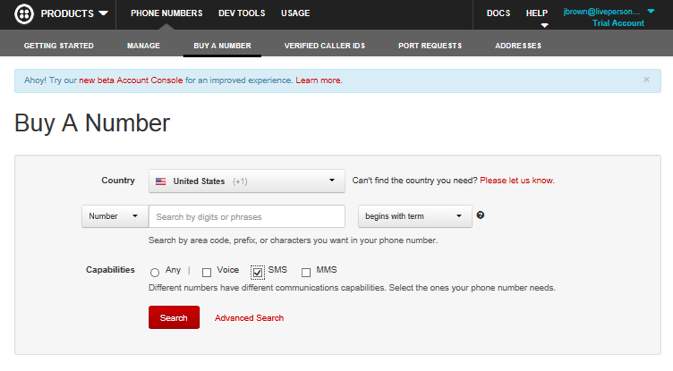 PRODUCTS PHONE NUMBERS DEV TOOLS USAGE DOCS HELP jbrown@liveperson...
Trial Account
GETTING STARTED MANAGE BUY A NUMBER VERIFIED CALLER IDS PORT REQUESTS ADDRESSES
Ahoy! Try our new beta Account Console for an improved experience. Learn more. ×
Buy A Number
Country United States (+1) Can't find the country you need? Please let us know.
Number Search by digits or phrases begins with term ?
Search by area code, prefix, or characters you want in your phone number.
Capabilities Any | Voice SMS MMS
Different numbers have different communications capabilities. Select the ones your phone number needs.
Search Advanced Search